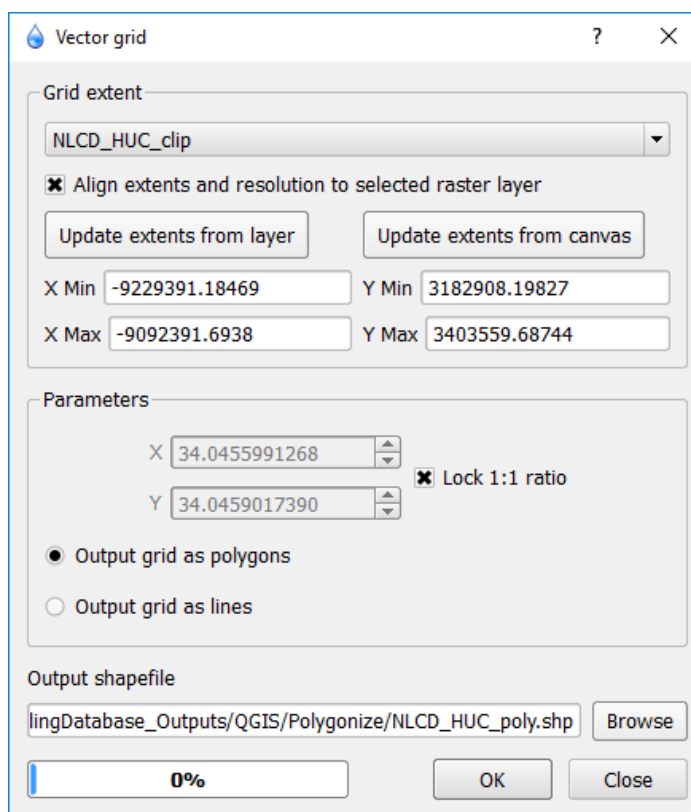 Vector grid ?
Grid extent
NLCD_HUC_clip
Align extents and resolution to selected raster layer
Update extents from layer Update extents from canvas
X Min -9229391.18469 Y Min 3182908.19827
X Max -9092391.6938 Y Max 3403559.68744
Parameters
X 34.0455991268
Lock 1:1 ratio
Y 34.0459017390
Output grid as polygons
Output grid as lines
Output shapefile
lingDatabase_Outputs/QGIS/Polygonize/NLCD_HUC_poly.shp Browse
0% OK Close